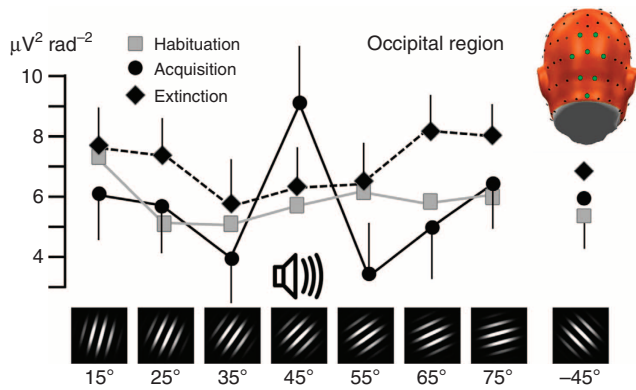 μV² rad⁻²
Occipital region
Habituation
Acquisition
Extinction
10
8
6
4
15° 25° 35° 45° 55° 65° 75° −45°